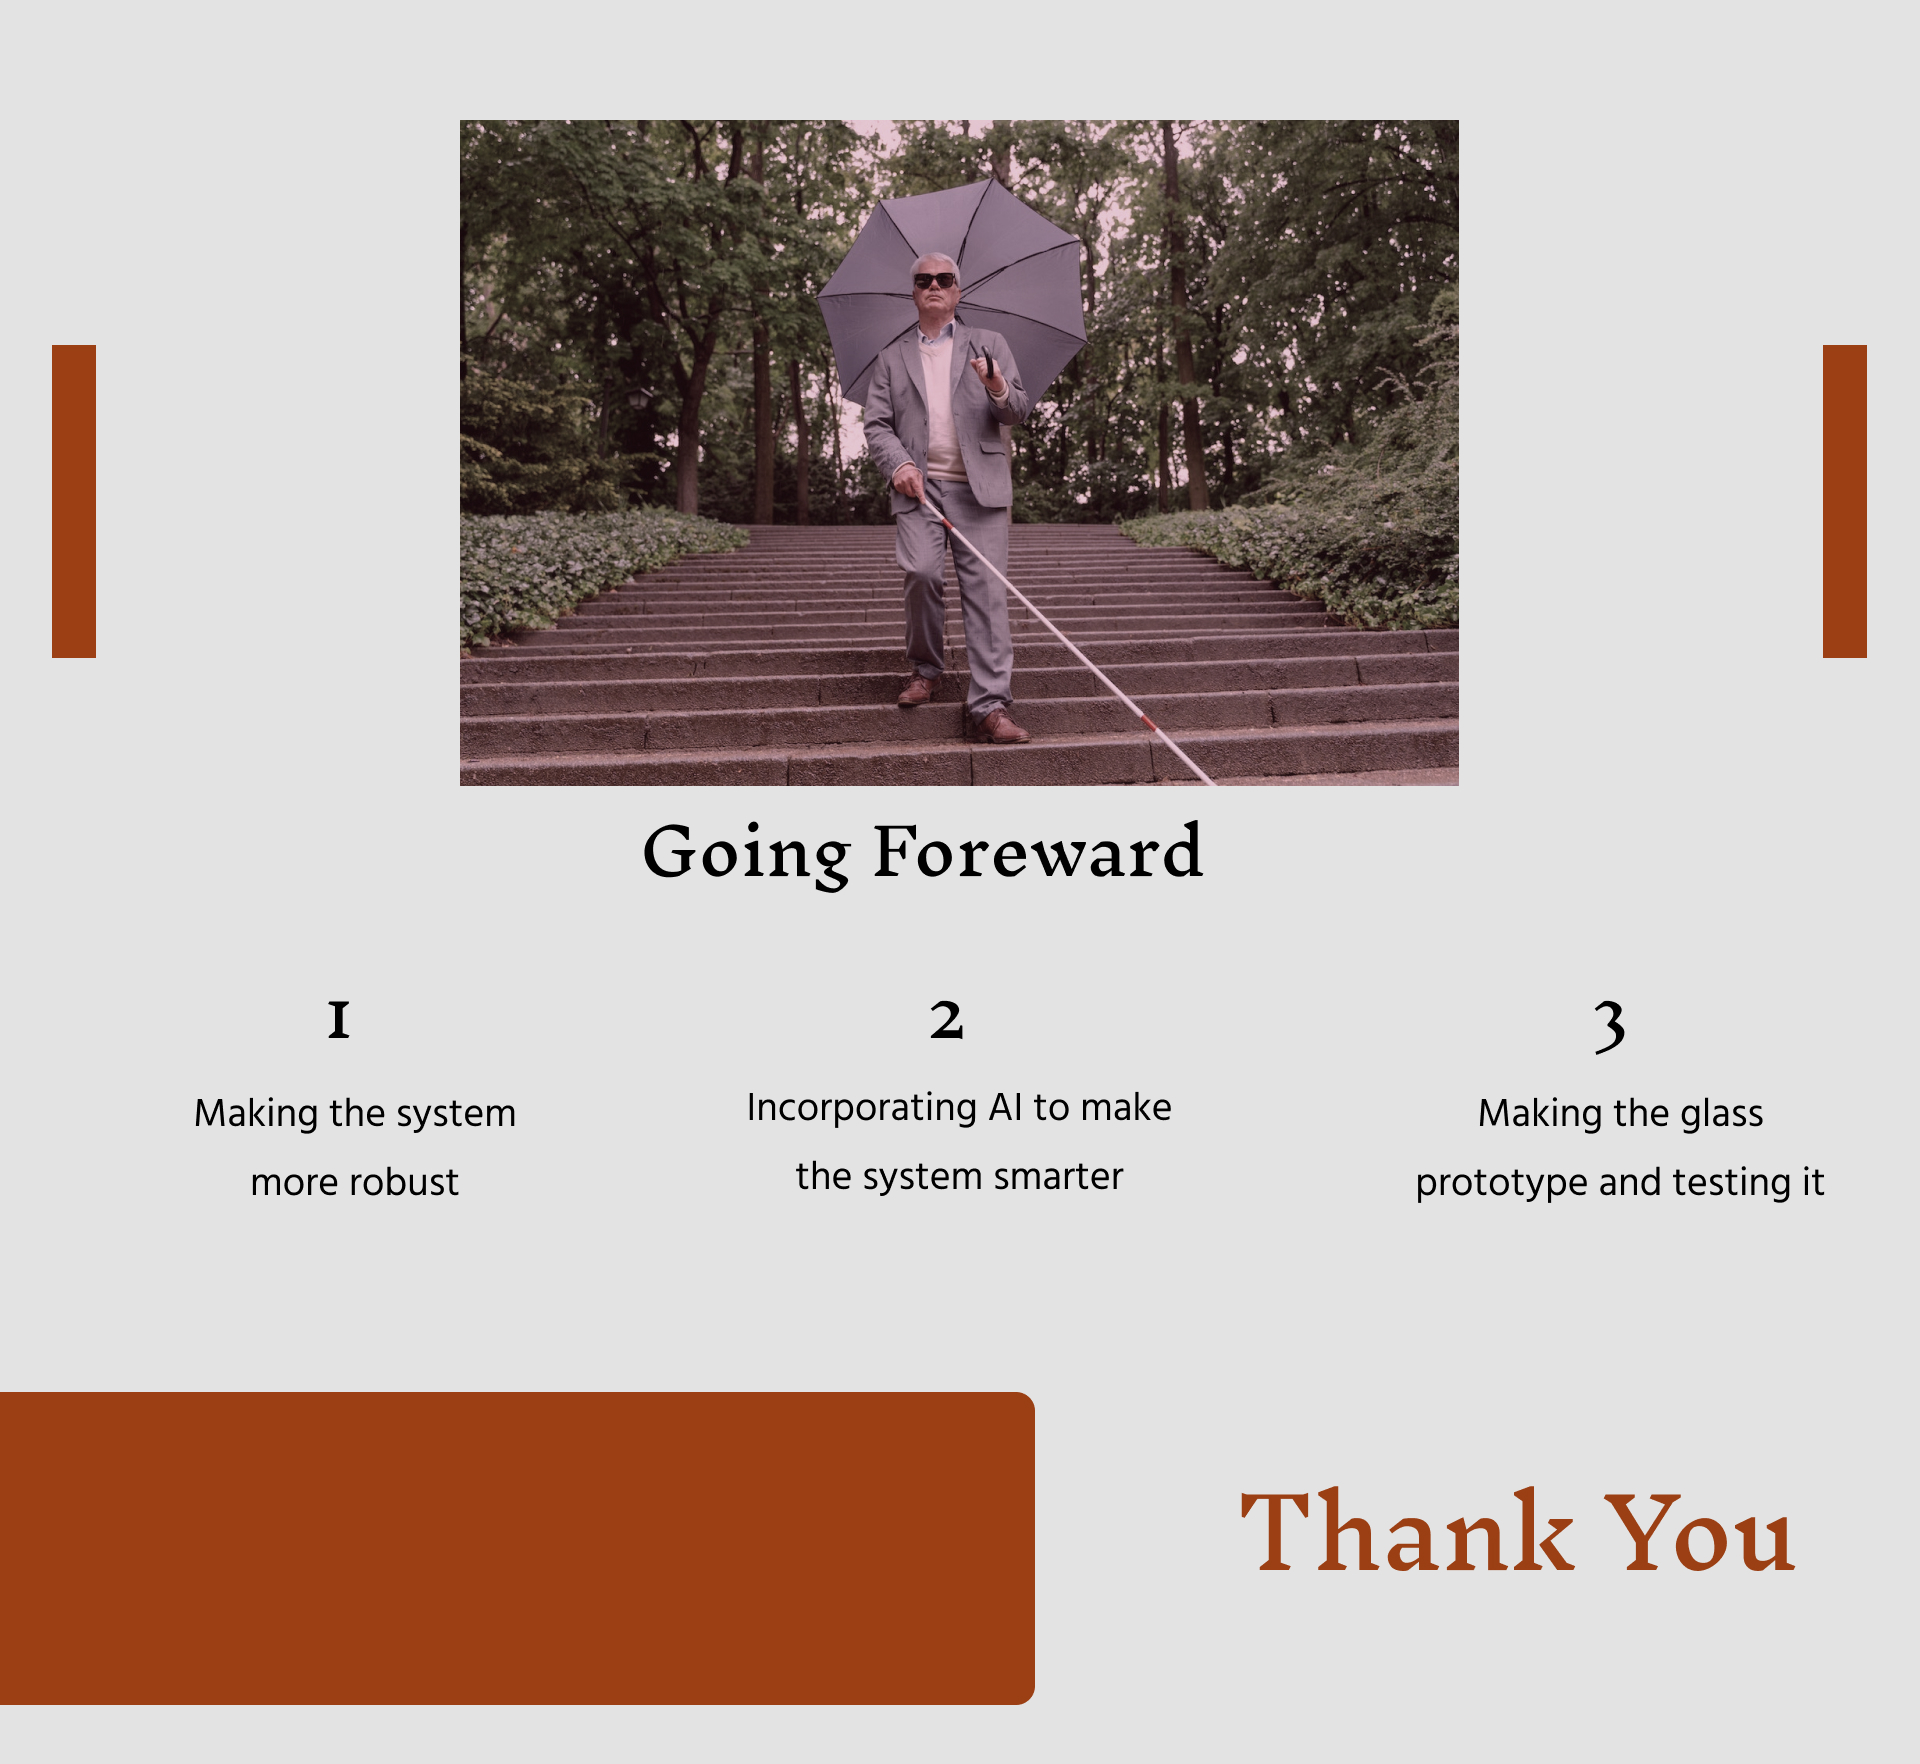 Going Foreward
1
Making the system
more robust
2
Incorporating AI to make
the system smarter
3
Making the glass
prototype and testing it
Thank You